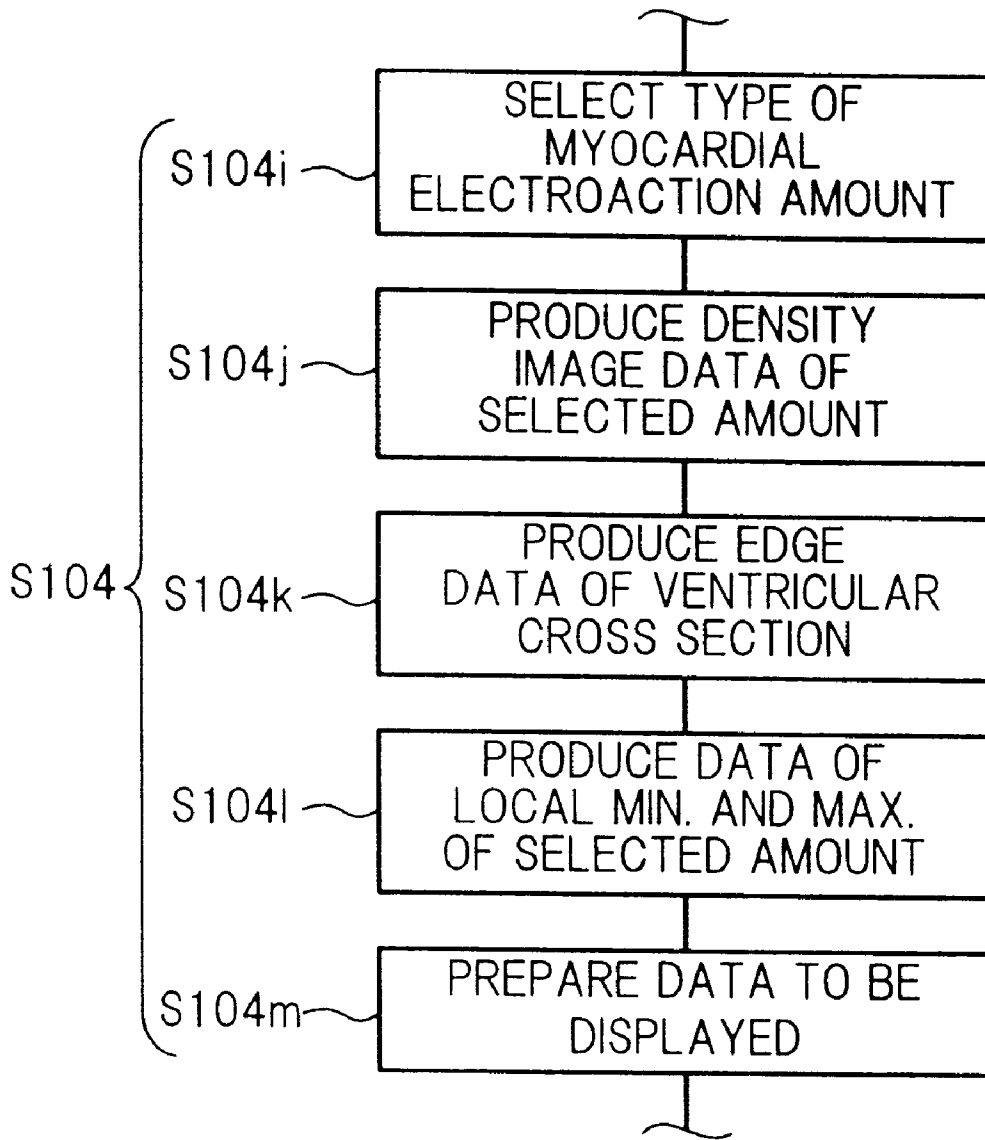 SELECT TYPE OF
MYOCARDIAL
ELECTROACTION AMOUNT
S104i
PRODUCE DENSITY
IMAGE DATA OF
SELECTED AMOUNT
S104j
PRODUCE EDGE
DATA OF VENTRICULAR
CROSS SECTION
S104
S104k
PRODUCE DATA OF
LOCAL MIN. AND MAX.
OF SELECTED AMOUNT
S104l
PREPARE DATA TO BE
DISPLAYED
S104m